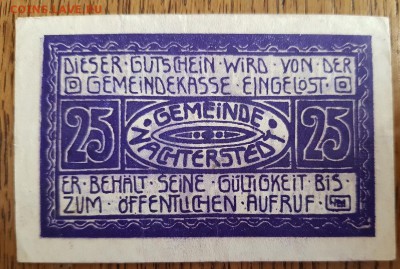 COINS.LAVE.RU
DIESER GUTSCHEIN WIRD VON DER
GEMEINDEKASSE EINGELÖST.
25 GEMEINDE 25
NACHTERSTEDT
ER BEHÄLT SEINE GÜLTIGKEIT BIS
ZUM ÖFFENTLICHEN AUFRUF.